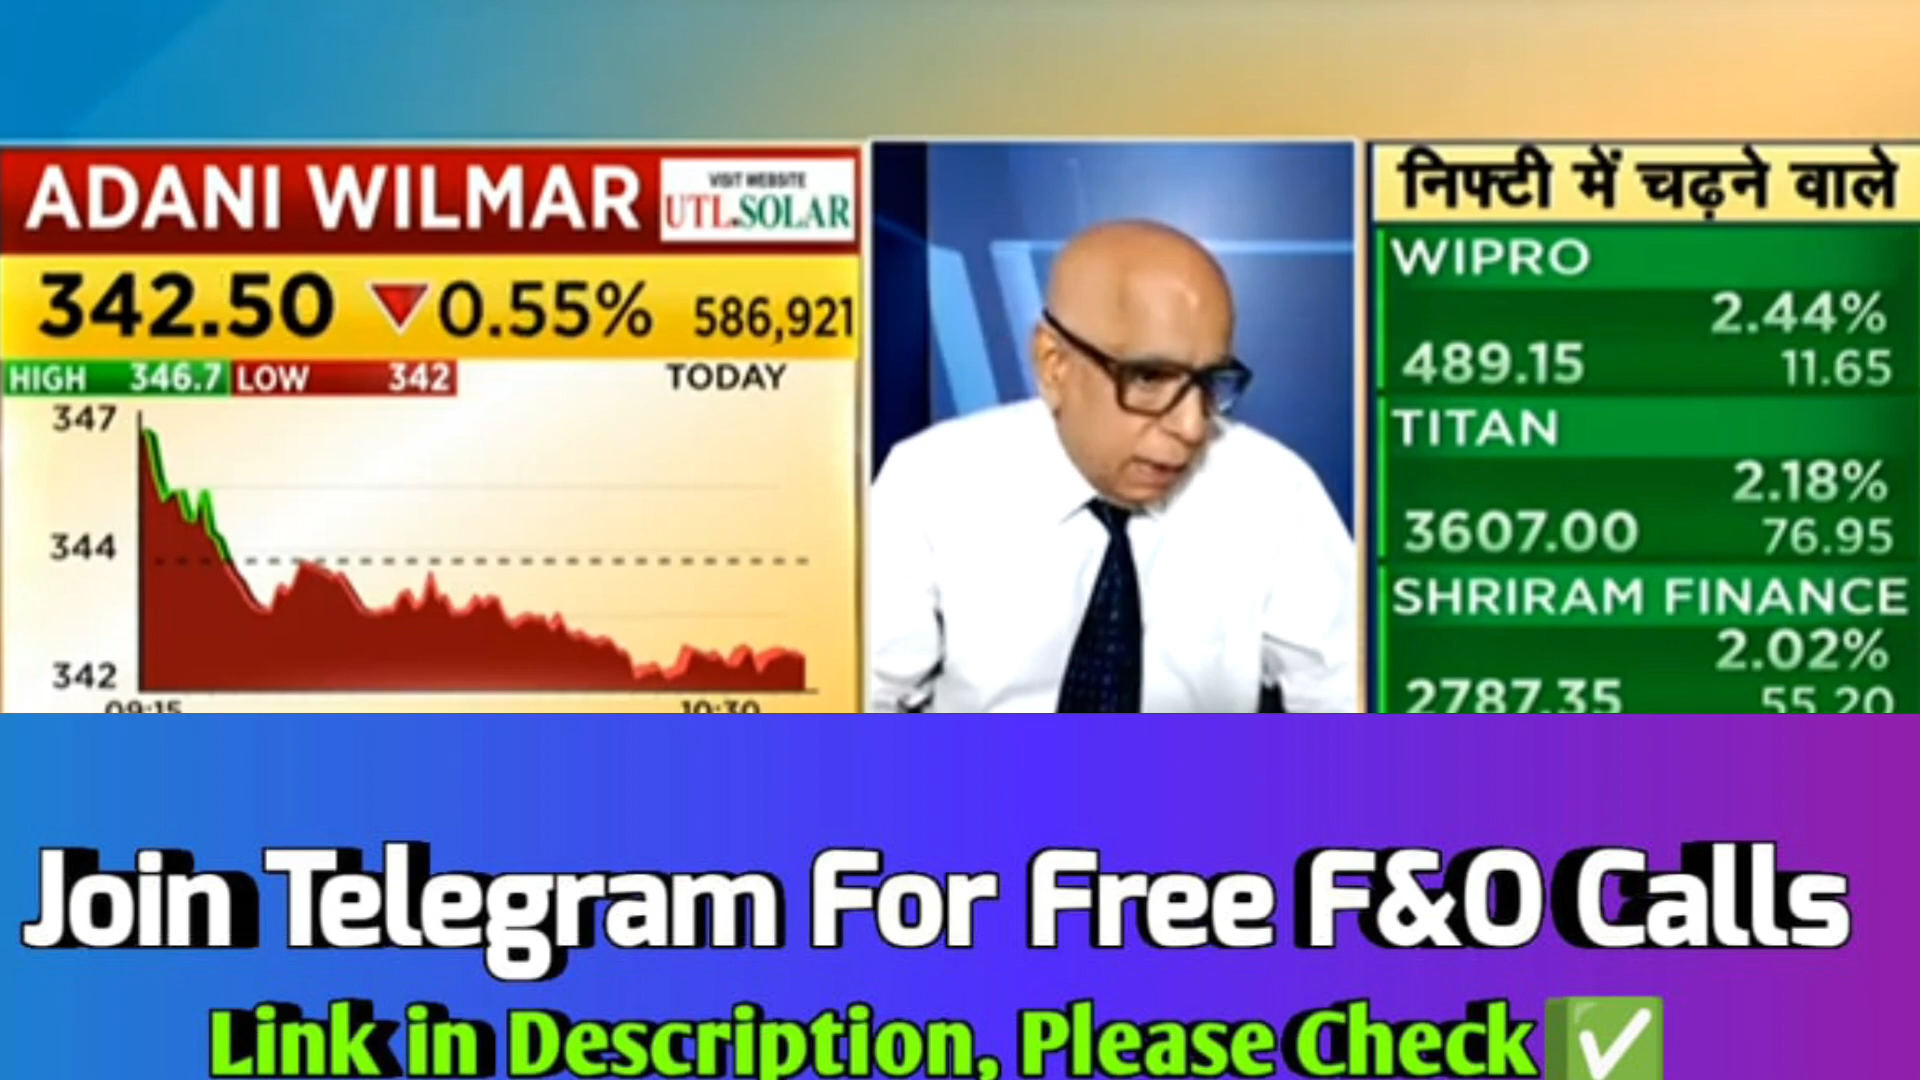 ADANI WILMAR
VISIT WEBSITE
UTL SOLAR
342.50 ▼0.55% 586,921
HIGH 346.7 LOW 342 TODAY
347
344
342
09:15 10:30
निफ्टी में चढ़ने वाले
WIPRO
2.44%
489.15 11.65
TITAN
2.18%
3607.00 76.95
SHRIRAM FINANCE
2.02%
2787.35 55.20
Join Telegram For Free F&O Calls
Link in Description, Please Check ✅